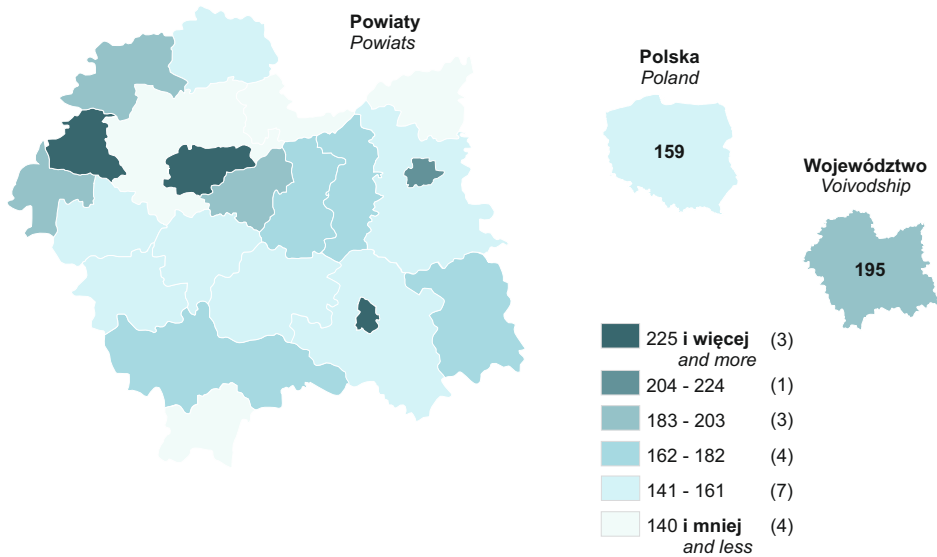 Powiaty
Powiats
Polska
Poland
159
Województwo
Voivodship
195
225 i więcej (3)
and more
204 - 224 (1)
183 - 203 (3)
162 - 182 (4)
141 - 161 (7)
140 i mniej (4)
and less